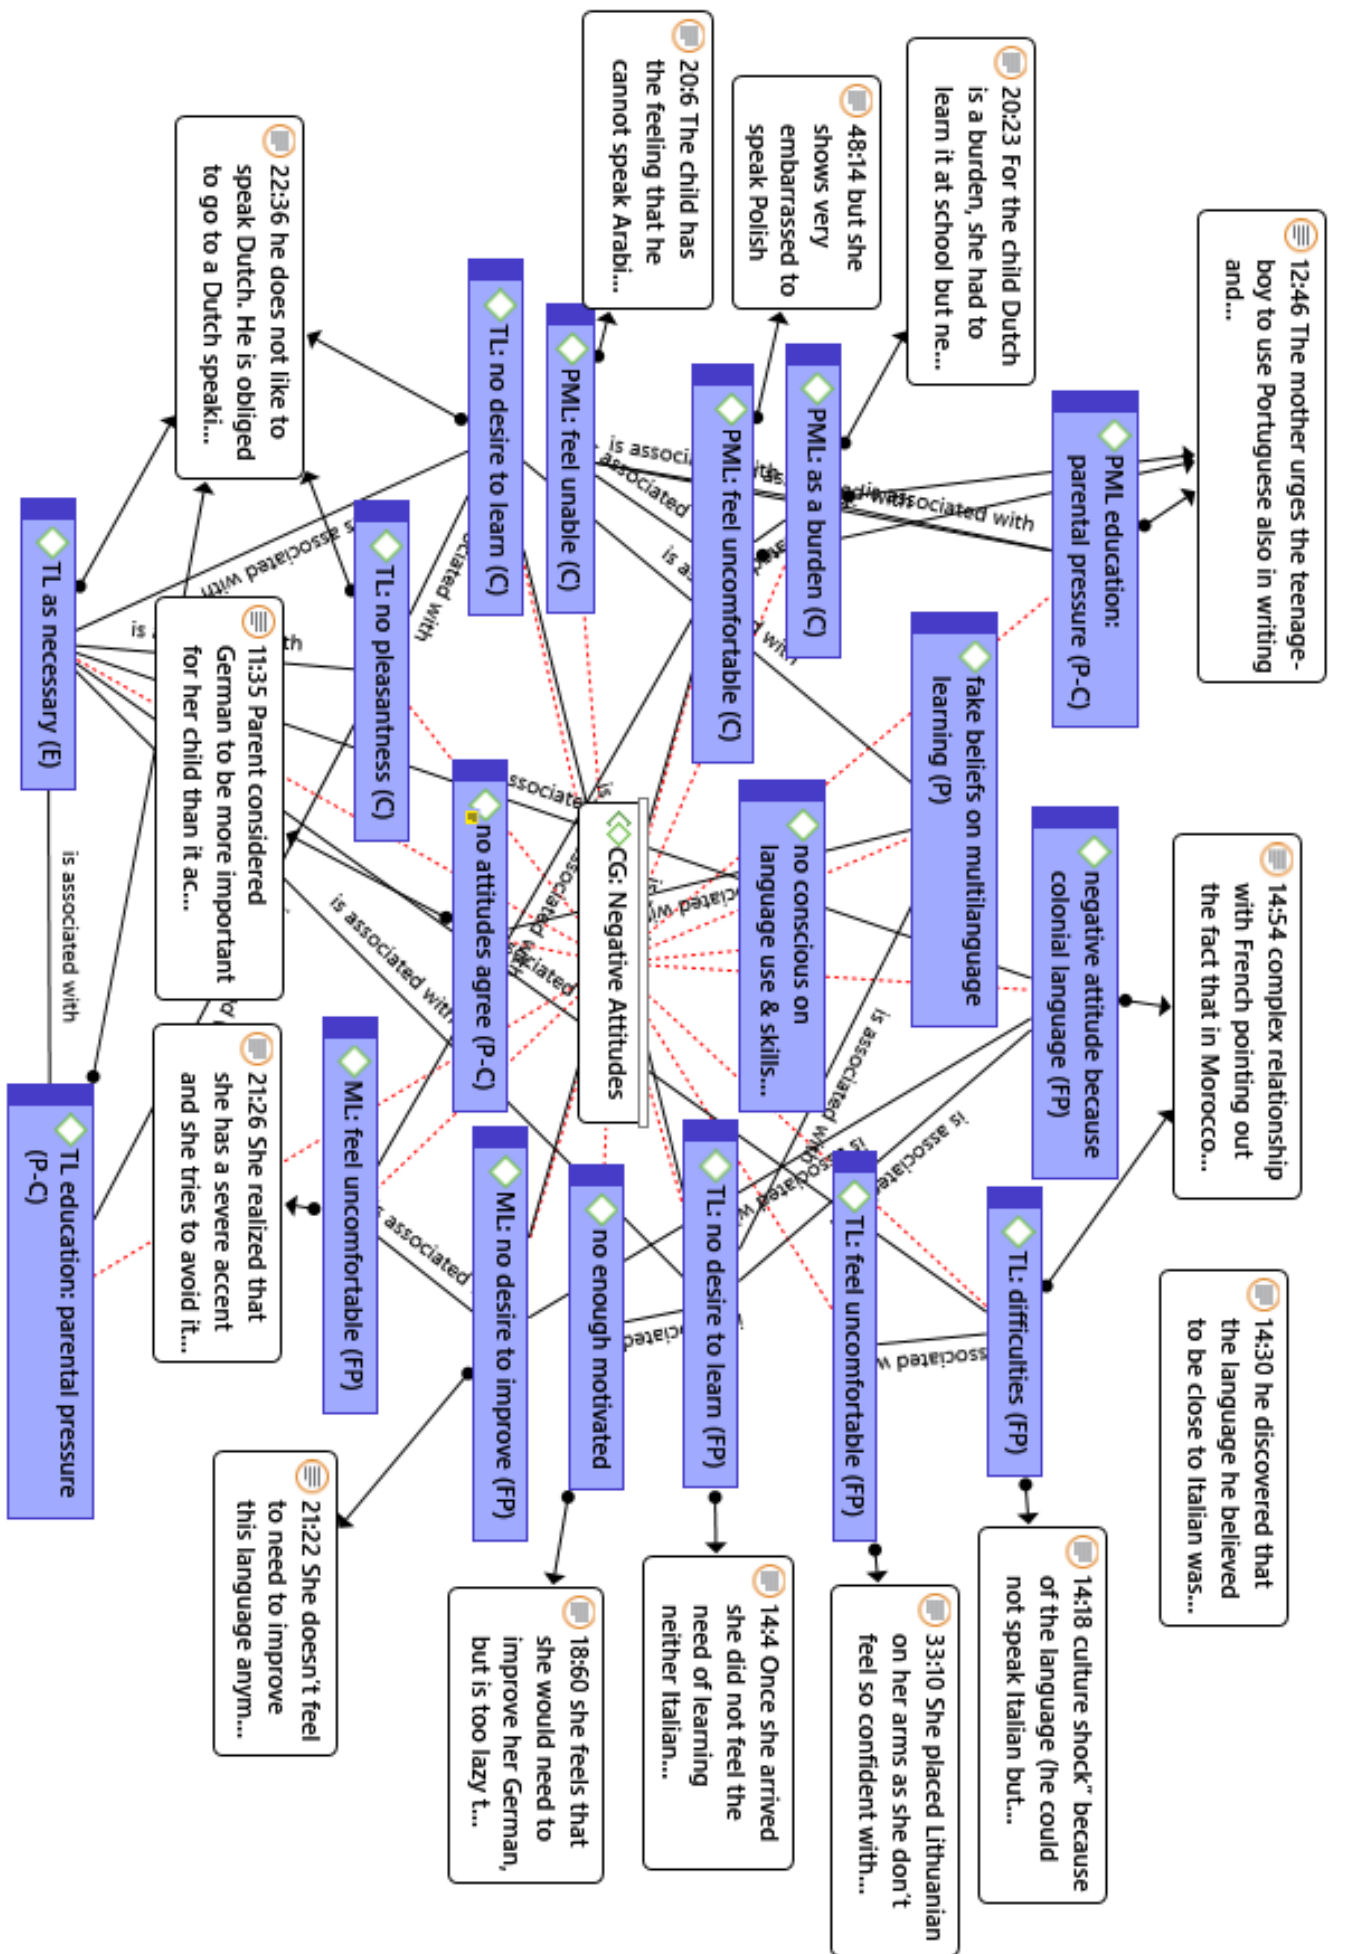 12:46 The mother urges the teenage-
boy to use Portuguese also in writing
and...
14:54 complex relationship
with French pointing out
the fact that in Morocco...
14:30 he discovered that
the language he believed
to be close to Italian was...
PML education:
parental pressure (P-C)
negative attitude because
colonial language (FP)
14:18 culture shock” because
of the language (he could
not speak Italian but...
20:23 For the child Dutch
is a burden, she had to
learn it at school but ne...
fake beliefs on multilanguage
learning (P)
TL: difficulties (FP)
33:10 She placed Lithuanian
on her arms as she don't
feel so confident with...
48:14 but she
shows very
embarrassed to
speak Polish
PML: as a burden (C)
no conscious on
language use & skills...
TL: feel uncomfortable (FP)
14:4 Once she arrived
she did not feel the
need of learning
neither Italian...
20:6 The child has
the feeling that he
cannot speak Arabi...
PML: feel uncomfortable (C)
TL: no desire to learn (FP)
PML: feel unable (C)
CG: Negative Attitudes
no enough motivated
18:60 she feels that
she would need to
improve her German,
but is too lazy t...
TL: no desire to learn (C)
no attitudes agree (P-C)
ML: no desire to improve (FP)
TL: no pleasantness (C)
ML: feel uncomfortable (FP)
21:22 She doesn't feel
to need to improve
this language anym...
22:36 he does not like to
speak Dutch. He is obliged
to go to a Dutch speaki...
11:35 Parent considered
German to be more important
for her child than it ac...
21:26 She realized that
she has a severe accent
and she tries to avoid it...
TL as necessary (E)
is associated with
TL education: parental pressure
(P-C)
is associated with
is associated with
is associated with
is associated with